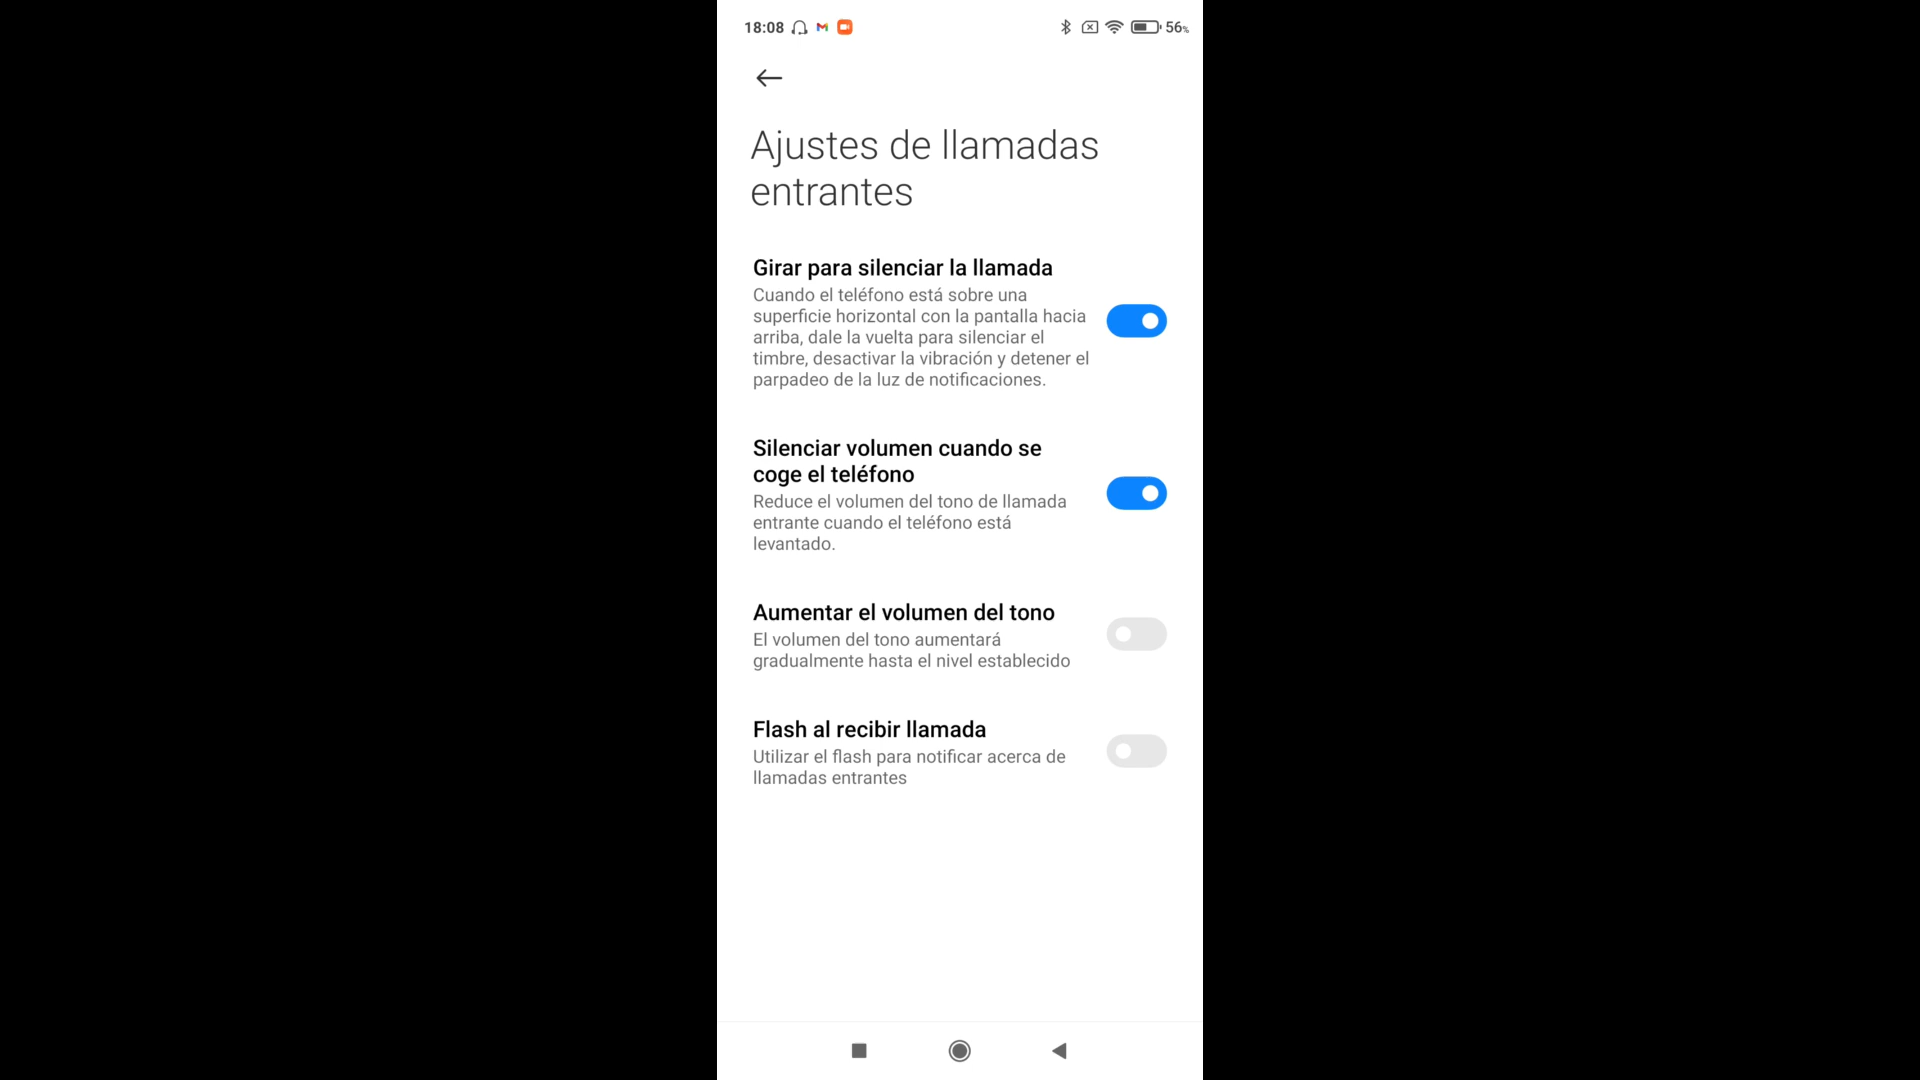 18:08
56%
Ajustes de llamadas
entrantes
Girar para silenciar la llamada
Cuando el teléfono está sobre una
superficie horizontal con la pantalla hacia
arriba, dale la vuelta para silenciar el
timbre, desactivar la vibración y detener el
parpadeo de la luz de notificaciones.
Silenciar volumen cuando se
coge el teléfono
Reduce el volumen del tono de llamada
entrante cuando el teléfono está
levantado.
Aumentar el volumen del tono
El volumen del tono aumentará
gradualmente hasta el nivel establecido
Flash al recibir llamada
Utilizar el flash para notificar acerca de
llamadas entrantes